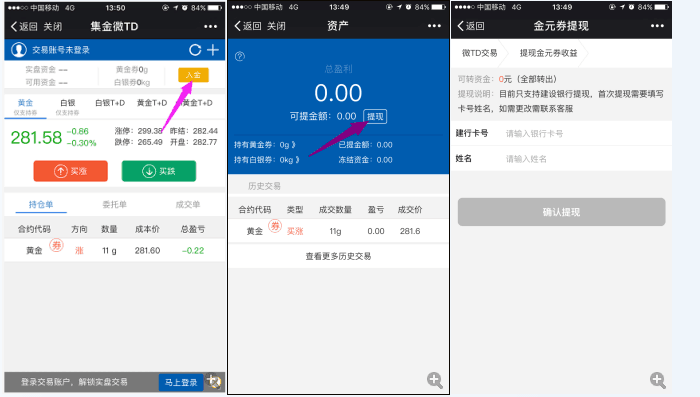 中国移动 4G 13:50 84%
返回 关闭 集金微TD
交易账号未登录
实盘资金 -- 黄金券0g
可用资金 -- 白银券0kg
入金
黄金 白银 白银T+D 黄金T+D 黄金T+D
仅支持券 仅支持券
281.58 -0.86 涨停: 299.38 昨结: 282.44
-0.30% 跌停: 265.49 开盘: 282.77
买涨 买跌
持仓单 委托单 成交单
合约代码 方向 数量 成本价 总盈亏
黄金 券 涨 11 g 281.60 -0.22
登录交易账户,解锁实盘交易 马上登录
中国移动 4G 13:49 84%
返回 关闭 资产
总盈利
0.00
可提金额: 0.00 提现
持有黄金券: 0g 》 已提金额: 0.00
持有白银券: 0kg 》 冻结资金: 0.00
历史交易
合约代码 类型 成交数量 盈亏 成交价
黄金 券 买涨 11g 0.00 281.6
查看更多历史交易
中国移动 4G 13:49 84%
返回 金元券提现
微TD交易 提现金元券收益
可转资金: 0元(全部转出)
提现说明: 目前只支持建设银行提现,首次提现需要填写
卡号姓名,如需更改需联系客服
建行卡号 请输入银行卡号
姓名 请输入姓名
确认提现